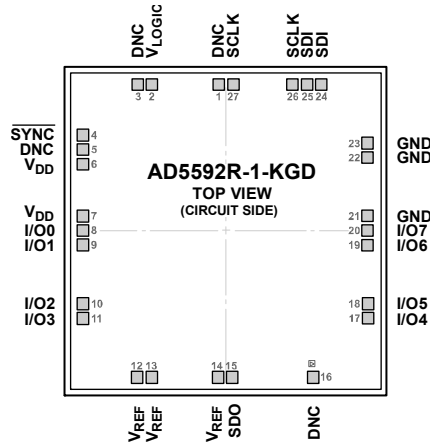 DNC
VLOGIC
DNC
SCLK
SCLK
SDI
SDI
3
2
1
27
26
25
24
SYNC 4
DNC 5
VDD 6
VDD 7
I/O0 8
I/O1 9
I/O2 10
I/O3 11
AD5592R-1-KGD
TOP VIEW
(CIRCUIT SIDE)
23 GND
22 GND
21 GND
20 I/O7
19 I/O6
18 I/O5
17 I/O4
12
13
14
15
16
VREF
VREF
VREF
SDO
DNC